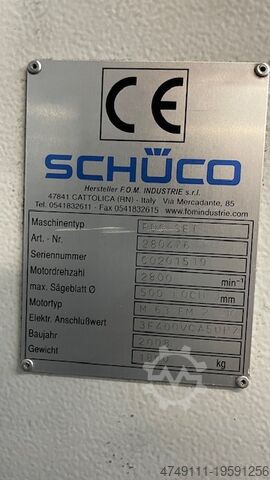 CE
SCHÜCO
Hersteller F.O.M. INDUSTRIE s.r.l.
47841 CATTOLICA (RN) - Italy Via Mercadante, 85
Tel. 0541832611 - Fax 0541832615 www.fomindustrie.com
Maschinentyp
Art.- Nr.
Seriennummer
Motordrehzahl 2800 min⁻¹
max. Sägeblatt Ø 500 mm
Motortyp
Elektr. Anschlußwert
Baujahr 2008
Gewicht kg
4749111-19591256